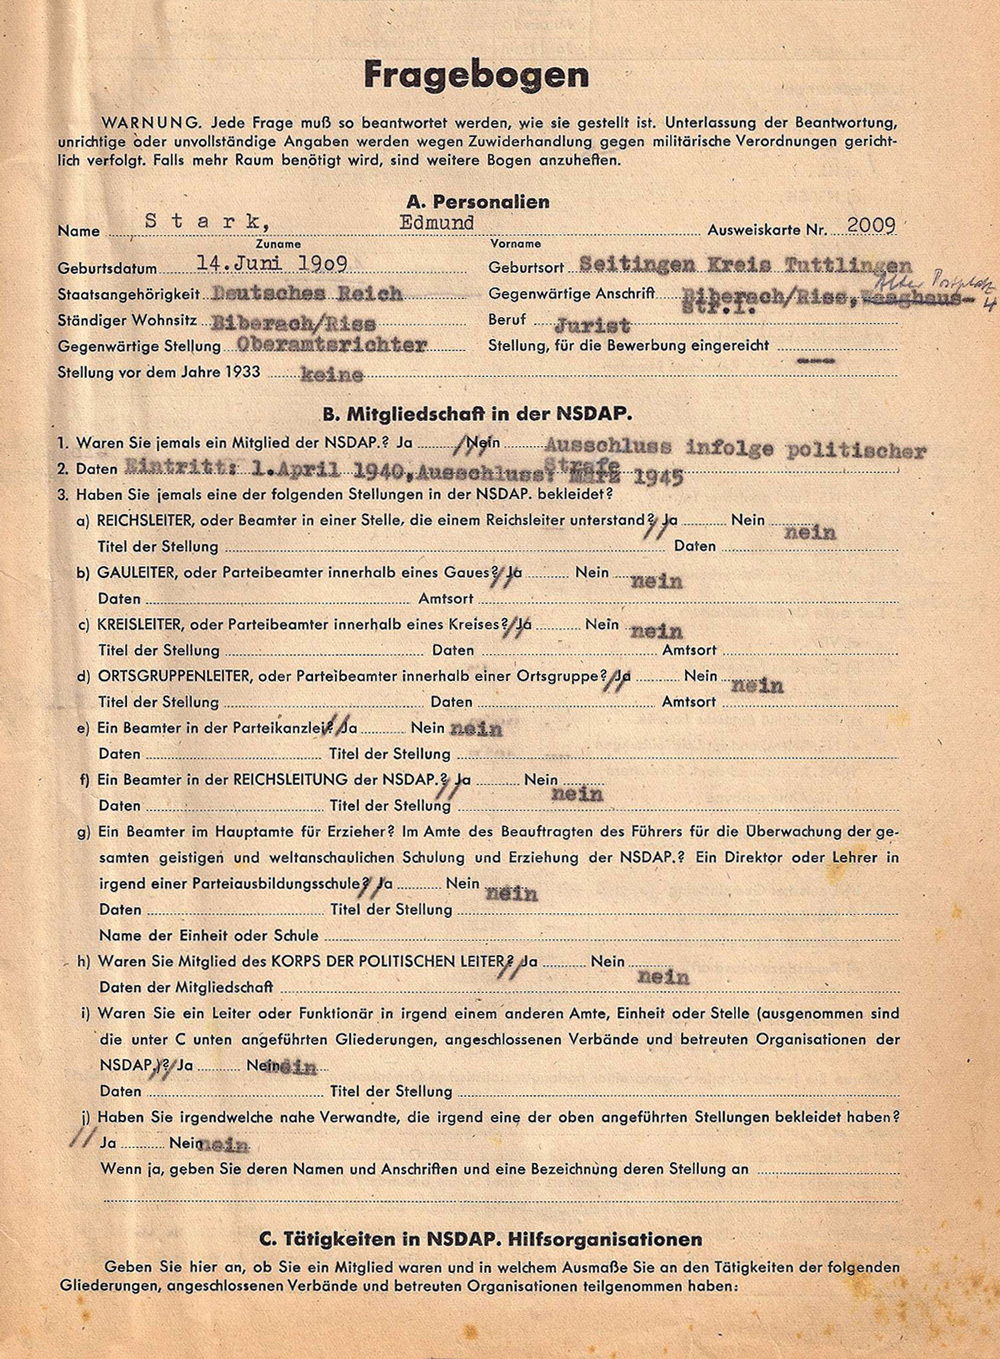 Fragebogen
WARNUNG. Jede Frage muß so beantwortet werden, wie sie gestellt ist. Unterlassung der Beantwortung,
unrichtige oder unvollständige Angaben werden wegen Zuwiderhandlung gegen militärische Verordnungen gericht-
lich verfolgt. Falls mehr Raum benötigt wird, sind weitere Bogen anzuheften.
A. Personalien
Name Stark, Edmund Ausweiskarte Nr. 2009
Zuname Vorname
Geburtsdatum 14.Juni 19o9 Geburtsort Seitingen Kreis Tuttlingen
Staatsangehörigkeit Deutsches Reich Gegenwärtige Anschrift Biberach/Riss, Waaghaus-str.1. Alter Postplatz 4
Ständiger Wohnsitz Biberach/Riss Beruf Jurist
Gegenwärtige Stellung Oberamtsrichter Stellung, für die Bewerbung eingereicht
Stellung vor dem Jahre 1933 keine
B. Mitgliedschaft in der NSDAP.
1. Waren Sie jemals ein Mitglied der NSDAP.? Ja Nein Ausschluss infolge politischer Strafe
2. Daten Eintritt: 1.April 1940,Ausschluss: März 1945
3. Haben Sie jemals eine der folgenden Stellungen in der NSDAP. bekleidet?
a) REICHSLEITER, oder Beamter in einer Stelle, die einem Reichsleiter unterstand? Ja Nein nein
Titel der Stellung Daten
b) GAULEITER, oder Parteibeamter innerhalb eines Gaues? Ja Nein nein
Daten Amtsort
c) KREISLEITER, oder Parteibeamter innerhalb eines Kreises? Ja Nein nein
Titel der Stellung Daten Amtsort
d) ORTSGRUPPENLEITER, oder Parteibeamter innerhalb einer Ortsgruppe? Ja Nein nein
Titel der Stellung Daten Amtsort
e) Ein Beamter in der Parteikanzlei? Ja Nein nein
Daten Titel der Stellung
f) Ein Beamter in der REICHSLEITUNG der NSDAP.? Ja Nein nein
Daten Titel der Stellung
g) Ein Beamter im Hauptamte für Erzieher? Im Amte des Beauftragten des Führers für die Überwachung der ge-
samten geistigen und weltanschaulichen Schulung und Erziehung der NSDAP.? Ein Direktor oder Lehrer in
irgend einer Parteiausbildungsschule? Ja Nein nein
Daten Titel der Stellung
Name der Einheit oder Schule
h) Waren Sie Mitglied des KORPS DER POLITISCHEN LEITER? Ja Nein nein
Daten der Mitgliedschaft
i) Waren Sie ein Leiter oder Funktionär in irgend einem anderen Amte, Einheit oder Stelle (ausgenommen sind
die unter C unten angeführten Gliederungen, angeschlossenen Verbände und betreuten Organisationen der
NSDAP.)? Ja Nein nein
Daten Titel der Stellung
j) Haben Sie irgendwelche nahe Verwandte, die irgend eine der oben angeführten Stellungen bekleidet haben?
Ja Nein nein
Wenn ja, geben Sie deren Namen und Anschriften und eine Bezeichnung deren Stellung an
C. Tätigkeiten in NSDAP. Hilfsorganisationen
Geben Sie hier an, ob Sie ein Mitglied waren und in welchem Ausmaße Sie an den Tätigkeiten der folgenden
Gliederungen, angeschlossenen Verbände und betreuten Organisationen teilgenommen haben: